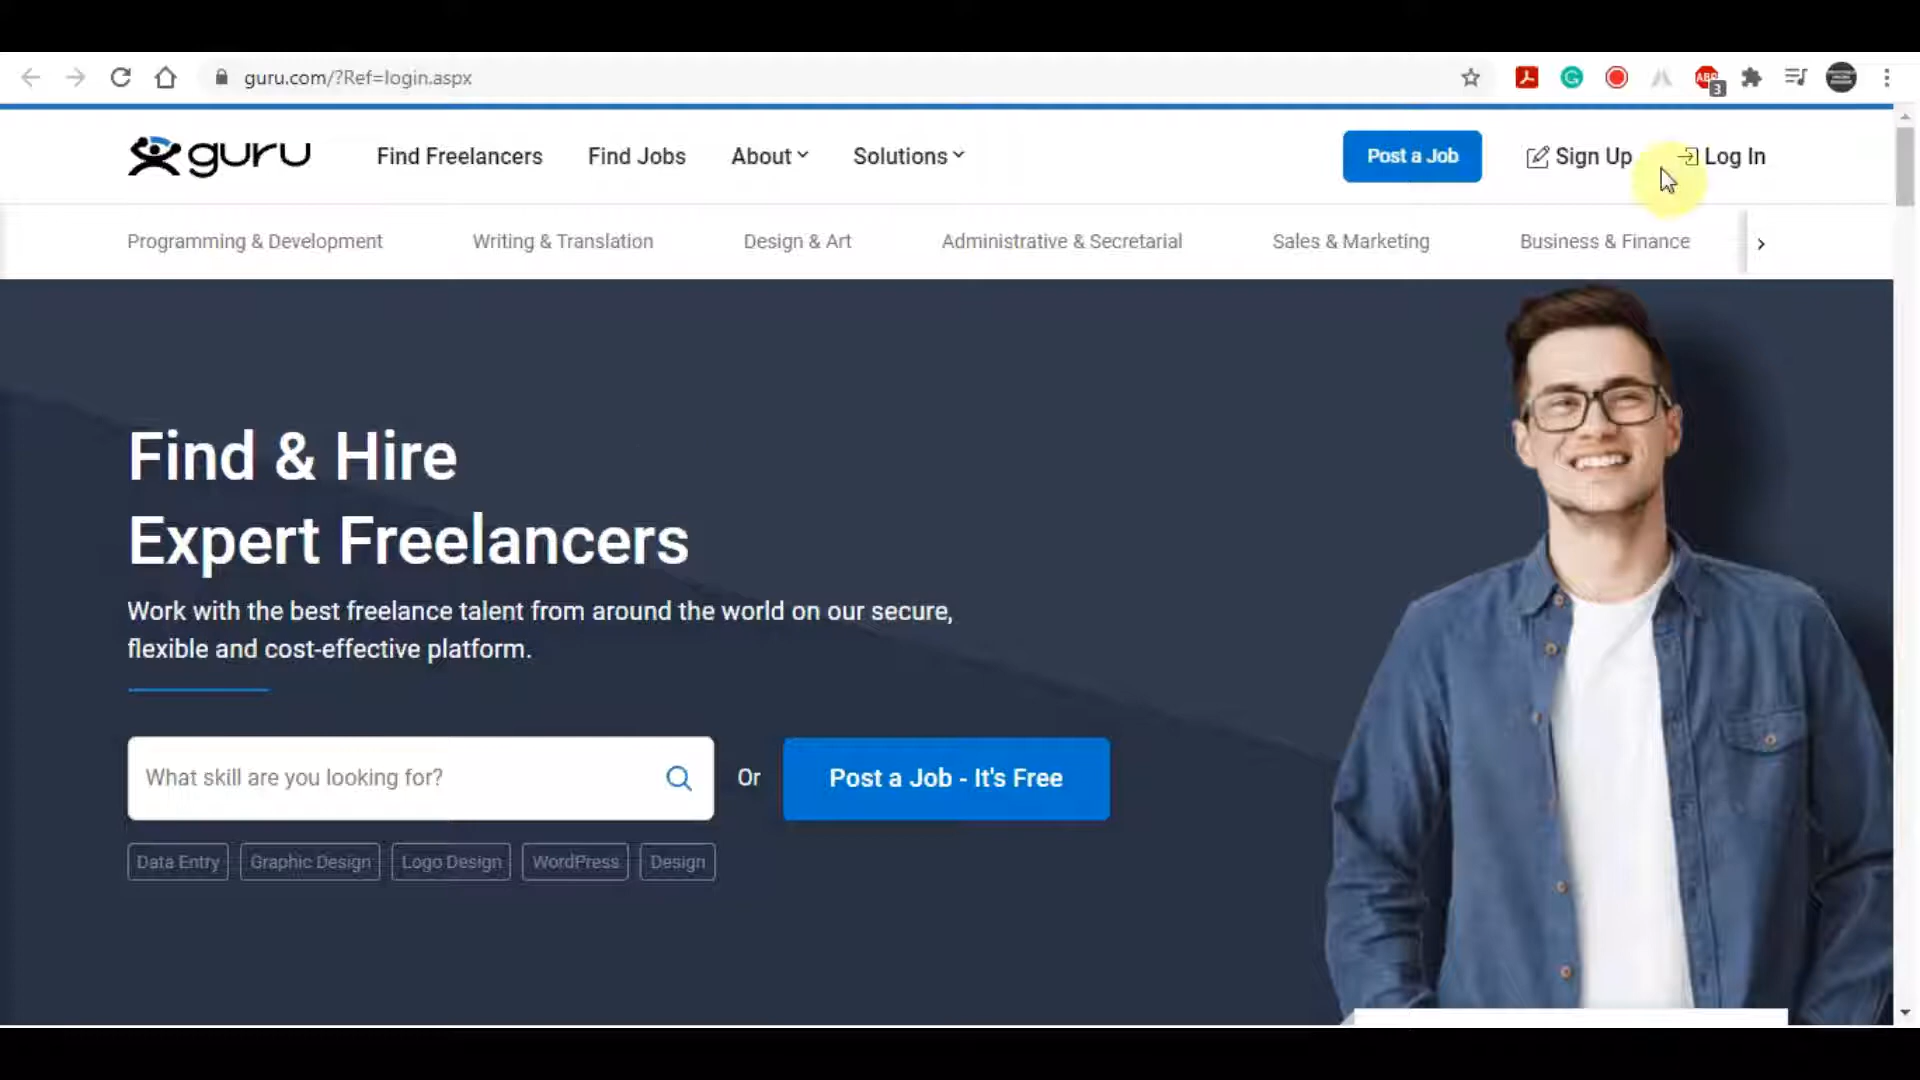 guru.com/?Ref=login.aspx
ABP
3
guru
Find Freelancers
Find Jobs
About
Solutions
Post a Job
Sign Up
Log In
Programming & Development
Writing & Translation
Design & Art
Administrative & Secretarial
Sales & Marketing
Business & Finance
Find & Hire
Expert Freelancers
Work with the best freelance talent from around the world on our secure,
flexible and cost-effective platform.
What skill are you looking for?
Or
Post a Job - It's Free
Data Entry
Graphic Design
Logo Design
WordPress
Design